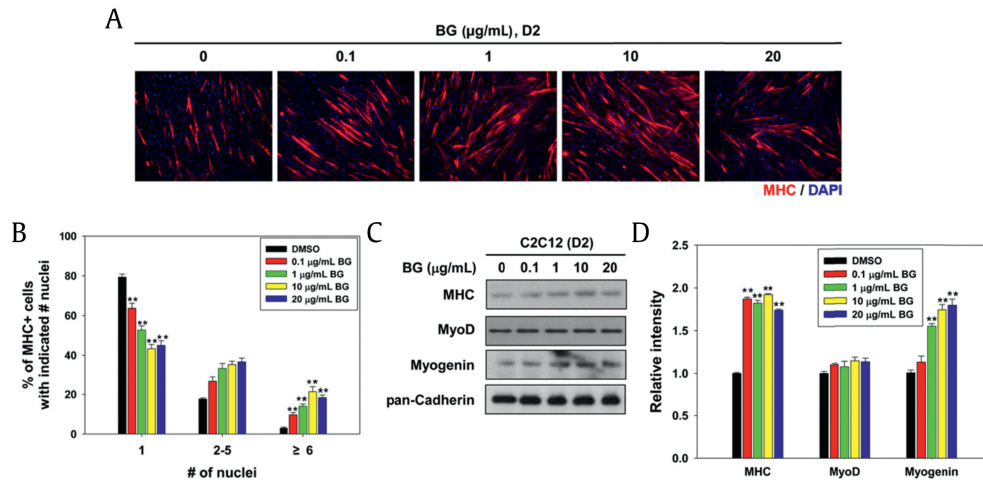 A
BG (µg/mL), D2
0 0.1 1 10 20
MHC / DAPI
B
% of MHC+ cells
with indicated # nuclei
100
80
60
40
20
0
DMSO
0.1 µg/mL BG
1 µg/mL BG
10 µg/mL BG
20 µg/mL BG
** ** ** **
** ** ** **
1 2-5 ≥ 6
# of nuclei
C
C2C12 (D2)
BG (µg/mL) 0 0.1 1 10 20
MHC
MyoD
Myogenin
pan-Cadherin
D
Relative intensity
2.5
2.0
1.5
1.0
0.5
0.0
DMSO
0.1 µg/mL BG
1 µg/mL BG
10 µg/mL BG
20 µg/mL BG
** ** ** **
** ** **
MHC MyoD Myogenin